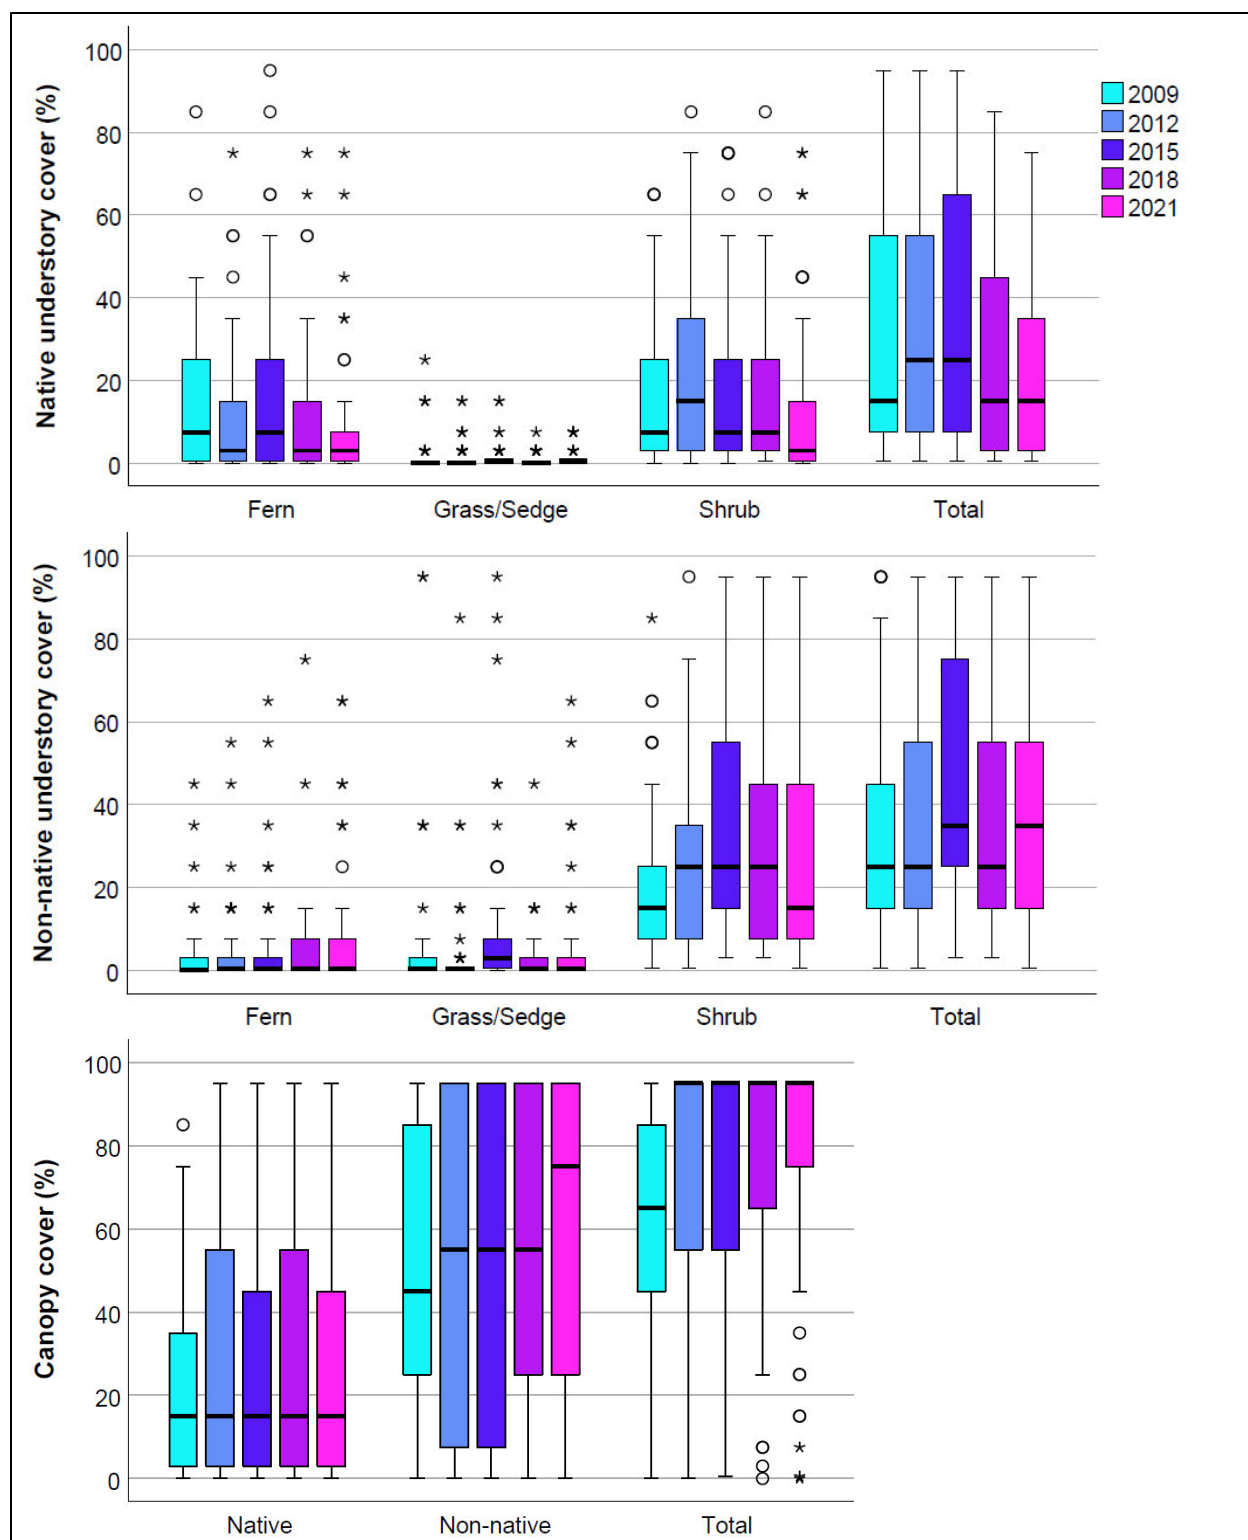 Native understory cover (%)
100
80
60
40
20
0
Fern
Grass/Sedge
Shrub
Total
2009
2012
2015
2018
2021
Non-native understory cover (%)
100
80
60
40
20
0
Fern
Grass/Sedge
Shrub
Total
Canopy cover (%)
100
80
60
40
20
0
Native
Non-native
Total